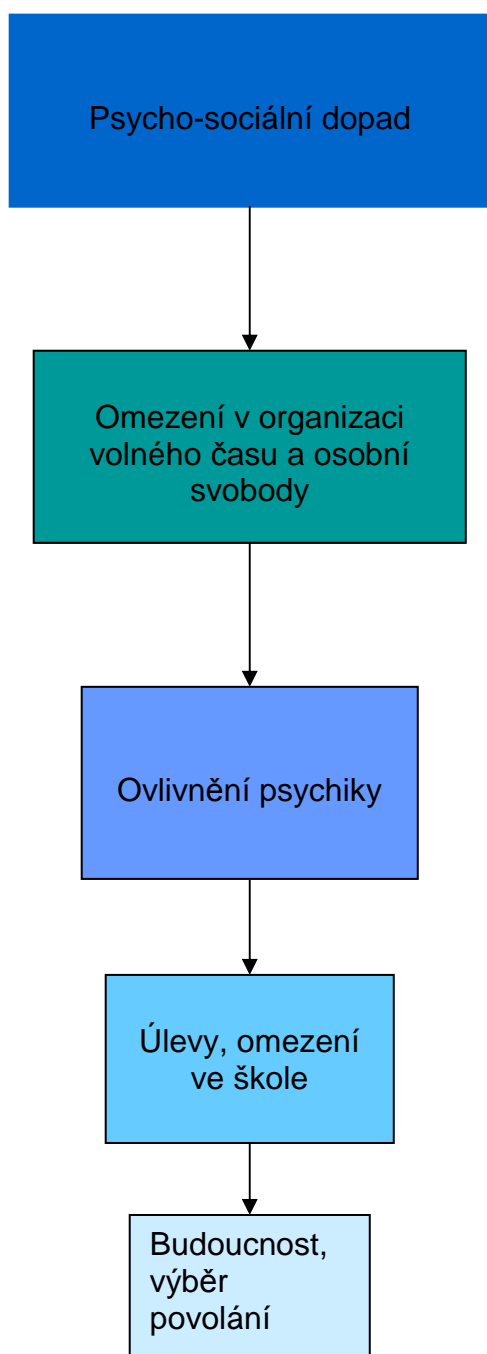 Psycho-sociální dopad
Omezení v organizaci
volného času a osobní
svobody
Ovlivnění psychiky
Úlevy, omezení
ve škole
Budoucnost,
výběr
povolání